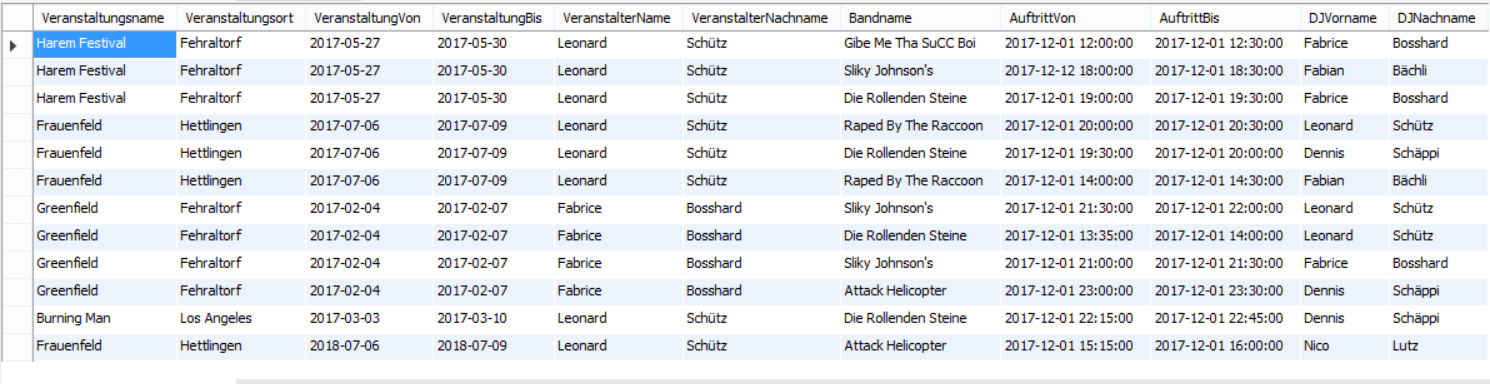 Veranstaltungsname Veranstaltungsort VeranstaltungVon VeranstaltungBis VeranstalterName VeranstalterNachname Bandname AuftrittVon AuftrittBis DJVorname DJNachname
Harem Festival Fehraltorf 2017-05-27 2017-05-30 Leonard Schütz Gibe Me Tha SuCC Boi 2017-12-01 12:00:00 2017-12-01 12:30:00 Fabrice Bosshard
Harem Festival Fehraltorf 2017-05-27 2017-05-30 Leonard Schütz Sliky Johnson's 2017-12-12 18:00:00 2017-12-01 18:30:00 Fabian Bächli
Harem Festival Fehraltorf 2017-05-27 2017-05-30 Leonard Schütz Die Rollenden Steine 2017-12-01 19:00:00 2017-12-01 19:30:00 Fabrice Bosshard
Frauenfeld Hettlingen 2017-07-06 2017-07-09 Leonard Schütz Raped By The Raccoon 2017-12-01 20:00:00 2017-12-01 20:30:00 Leonard Schütz
Frauenfeld Hettlingen 2017-07-06 2017-07-09 Leonard Schütz Die Rollenden Steine 2017-12-01 19:30:00 2017-12-01 20:00:00 Dennis Schäppi
Frauenfeld Hettlingen 2017-07-06 2017-07-09 Leonard Schütz Raped By The Raccoon 2017-12-01 14:00:00 2017-12-01 14:30:00 Fabian Bächli
Greenfield Fehraltorf 2017-02-04 2017-02-07 Fabrice Bosshard Sliky Johnson's 2017-12-01 21:30:00 2017-12-01 22:00:00 Leonard Schütz
Greenfield Fehraltorf 2017-02-04 2017-02-07 Fabrice Bosshard Die Rollenden Steine 2017-12-01 13:35:00 2017-12-01 14:00:00 Leonard Schütz
Greenfield Fehraltorf 2017-02-04 2017-02-07 Fabrice Bosshard Sliky Johnson's 2017-12-01 21:00:00 2017-12-01 21:30:00 Fabrice Bosshard
Greenfield Fehraltorf 2017-02-04 2017-02-07 Fabrice Bosshard Attack Helicopter 2017-12-01 23:00:00 2017-12-01 23:30:00 Dennis Schäppi
Burning Man Los Angeles 2017-03-03 2017-03-10 Leonard Schütz Die Rollenden Steine 2017-12-01 22:15:00 2017-12-01 22:45:00 Dennis Schäppi
Frauenfeld Hettlingen 2018-07-06 2018-07-09 Leonard Schütz Attack Helicopter 2017-12-01 15:15:00 2017-12-01 16:00:00 Nico Lutz